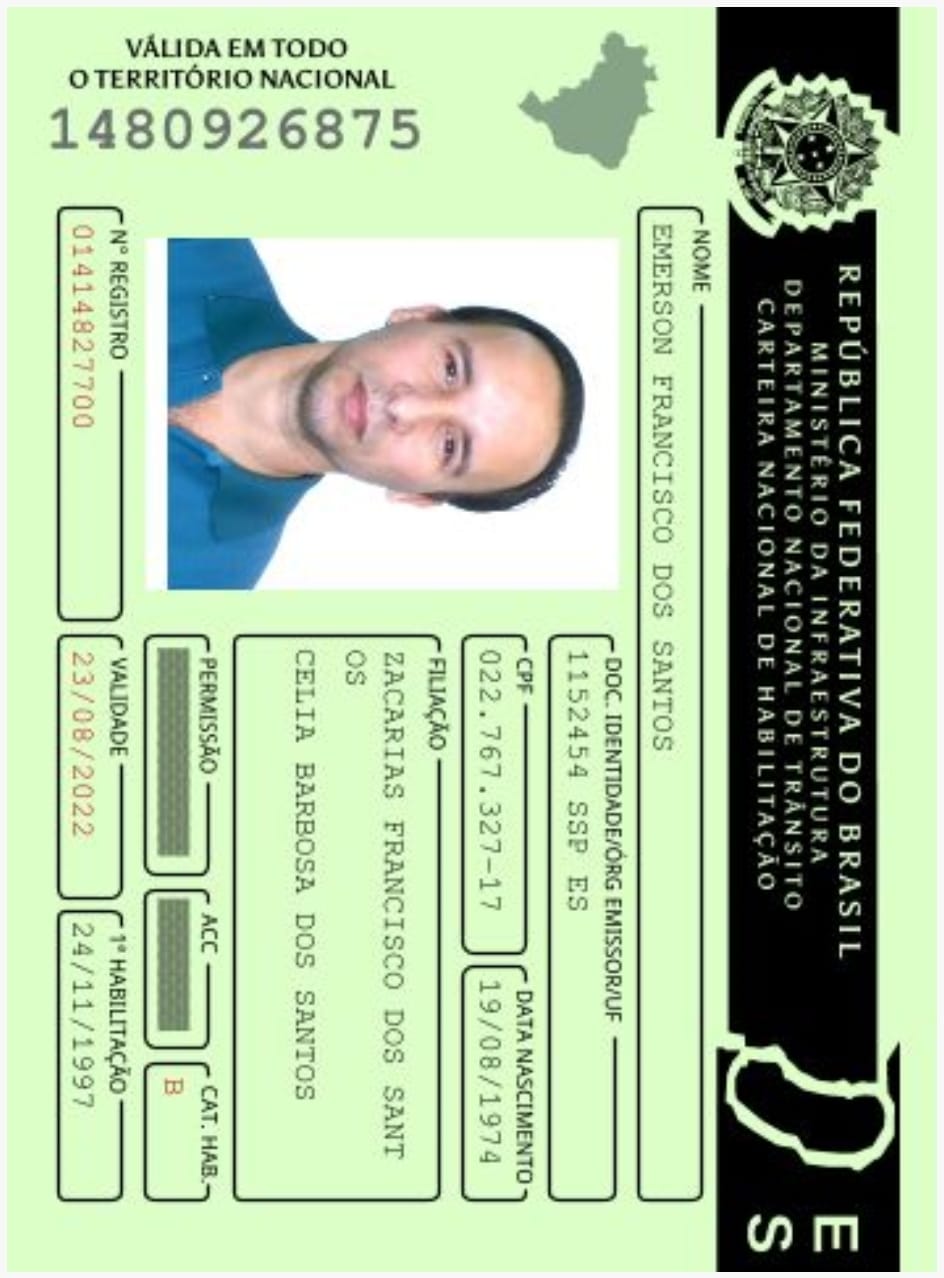 VÁLIDA EM TODO
O TERRITÓRIO NACIONAL
1480926875
REPÚBLICA FEDERATIVA DO BRASIL
MINISTÉRIO DA INFRAESTRUTURA
DEPARTAMENTO NACIONAL DE TRÂNSITO
CARTEIRA NACIONAL DE HABILITAÇÃO
E
S
NOME
EMERSON FRANCISCO DOS SANTOS
DOC. IDENTIDADE/ÓRG EMISSOR/UF
1152454 SSP ES
CPF
022.767.327-17
DATA NASCIMENTO
19/08/1974
FILIAÇÃO
ZACARIAS FRANCISCO DOS SANT
OS
CELIA BARBOSA DOS SANTOS
PERMISSÃO
ACC
CAT. HAB.
B
Nº REGISTRO
01414827700
VALIDADE
23/08/2022
1ª HABILITAÇÃO
24/11/1997